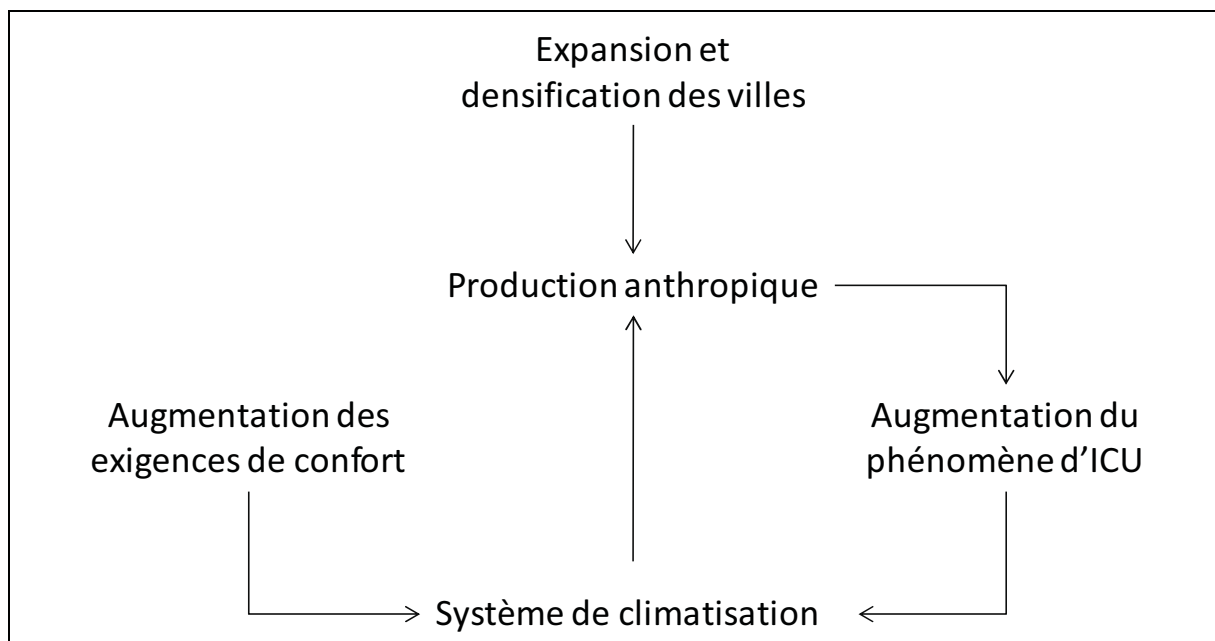 Expansion et
densification des villes
Production anthropique
Augmentation des
exigences de confort
Augmentation du
phénomène d’ICU
Système de climatisation